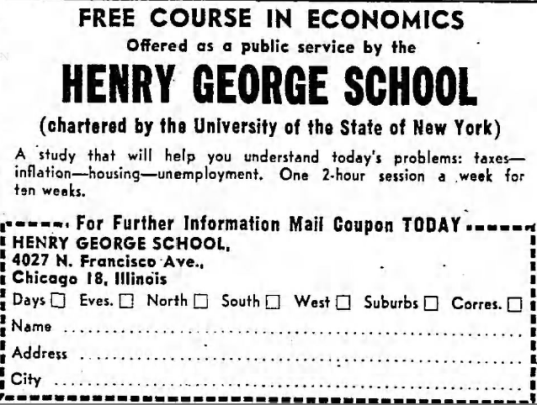 FREE COURSE IN ECONOMICS
Offered as a public service by the
HENRY GEORGE SCHOOL
(chartered by the University of the State of New York)
A study that will help you understand today's problems: taxes—
inflation—housing—unemployment. One 2-hour session a week for
ten weeks.
For Further Information Mail Coupon TODAY
HENRY GEORGE SCHOOL,
4027 N. Francisco Ave.,
Chicago 18, Illinois
Days □ Eves. □ North □ South □ West □ Suburbs □ Corres. □
Name
Address
City